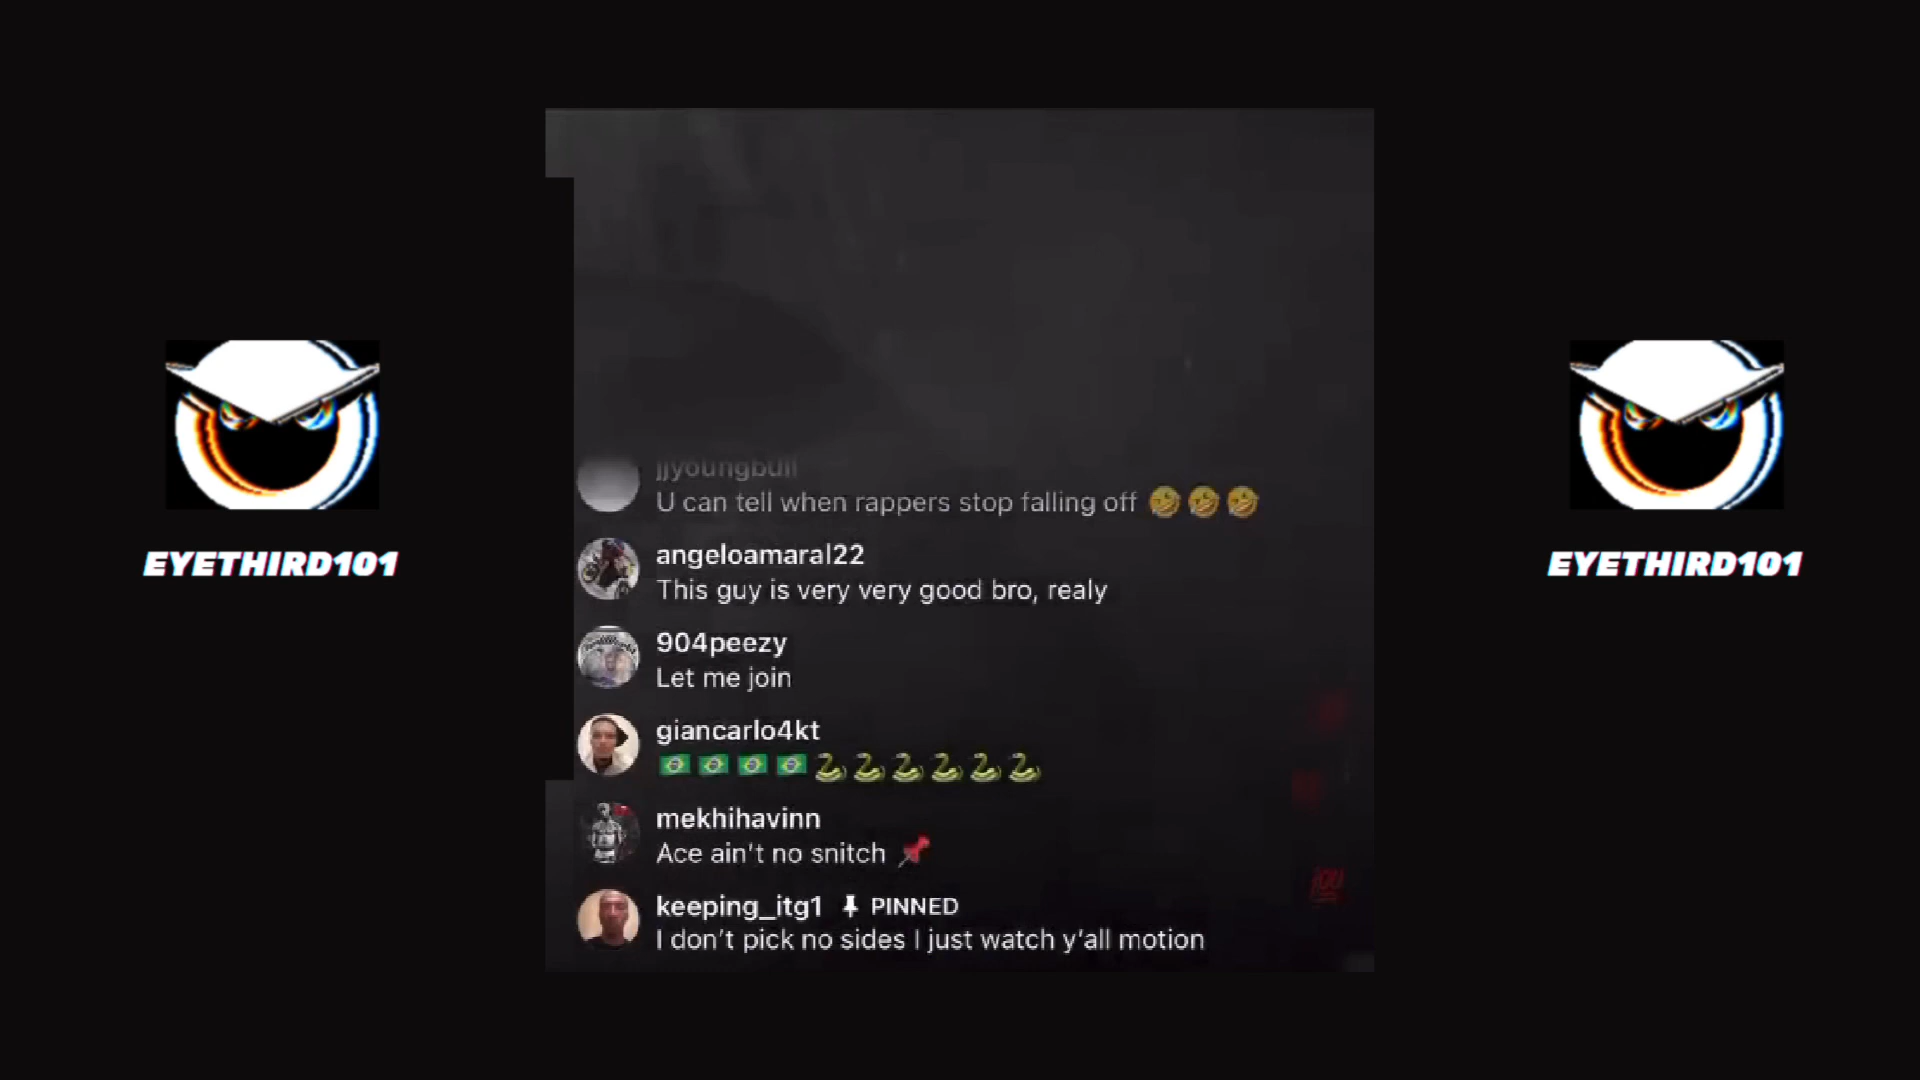 jjyoungbull
U can tell when rappers stop falling off 🤣🤣🤣
angeloamaral22
This guy is very very good bro, realy
904peezy
Let me join
giancarlo4kt
🇧🇷🇧🇷🇧🇷🇧🇷🐍🐍🐍🐍🐍🐍
mekhihavinn
Ace ain't no snitch 📌
keeping_itg1 PINNED
I don't pick no sides I just watch y'all motion
EYETHIRD101
EYETHIRD101